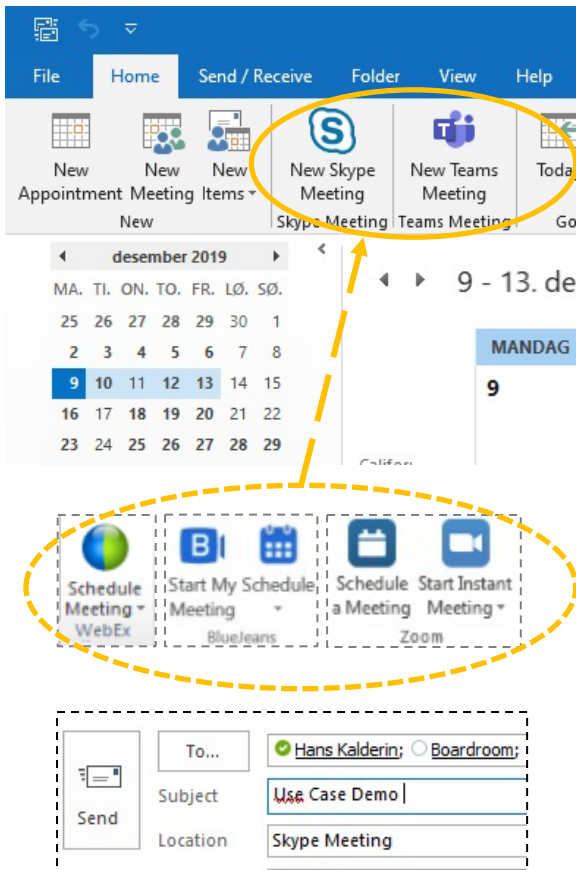 File Home Send / Receive Folder View Help
New Appointment New Meeting New Items New Skype Meeting New Teams Meeting Today
New Skype Meeting Teams Meeting Go
desember 2019
MA. TI. ON. TO. FR. LØ. SØ.
25 26 27 28 29 30 1
2 3 4 5 6 7 8
9 10 11 12 13 14 15
16 17 18 19 20 21 22
23 24 25 26 27 28 29
9 - 13. de
MANDAG
9
Schedule Meeting
WebEx
Start My Meeting Schedule
BlueJeans
Schedule a Meeting Start Instant Meeting
Zoom
Send
To... Hans Kalderin; Boardroom;
Subject Use Case Demo
Location Skype Meeting